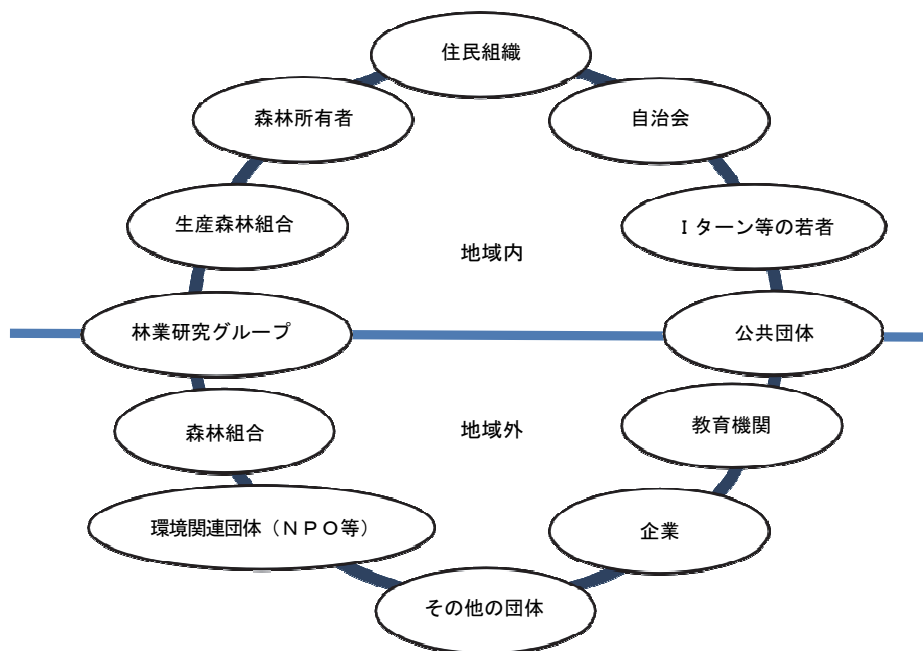 住民組織
森林所有者
自治会
生産森林組合
Ｉターン等の若者
地域内
林業研究グループ
公共団体
森林組合
地域外
教育機関
環境関連団体（ＮＰＯ等）
企業
その他の団体